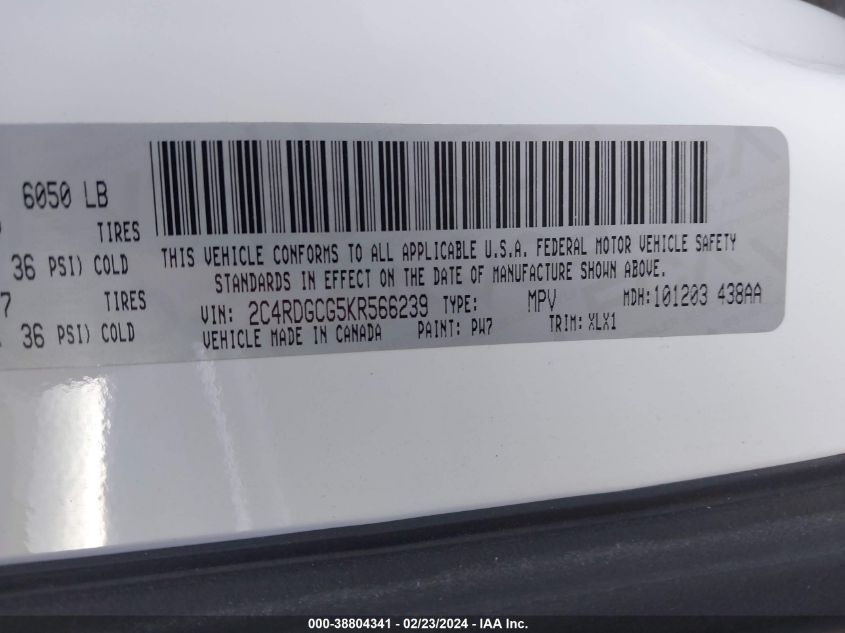 6050 LB
TIRES
36 PSI) COLD
TIRES
36 PSI) COLD
THIS VEHICLE CONFORMS TO ALL APPLICABLE U.S.A. FEDERAL MOTOR VEHICLE SAFETY
STANDARDS IN EFFECT ON THE DATE OF MANUFACTURE SHOWN ABOVE.
VIN: 2C4RDGCG5KR566239 TYPE: MPV MDH:101203 438AA
VEHICLE MADE IN CANADA PAINT: PW7 TRIM: XLX1
000-38804341 - 02/23/2024 - IAAI Inc.